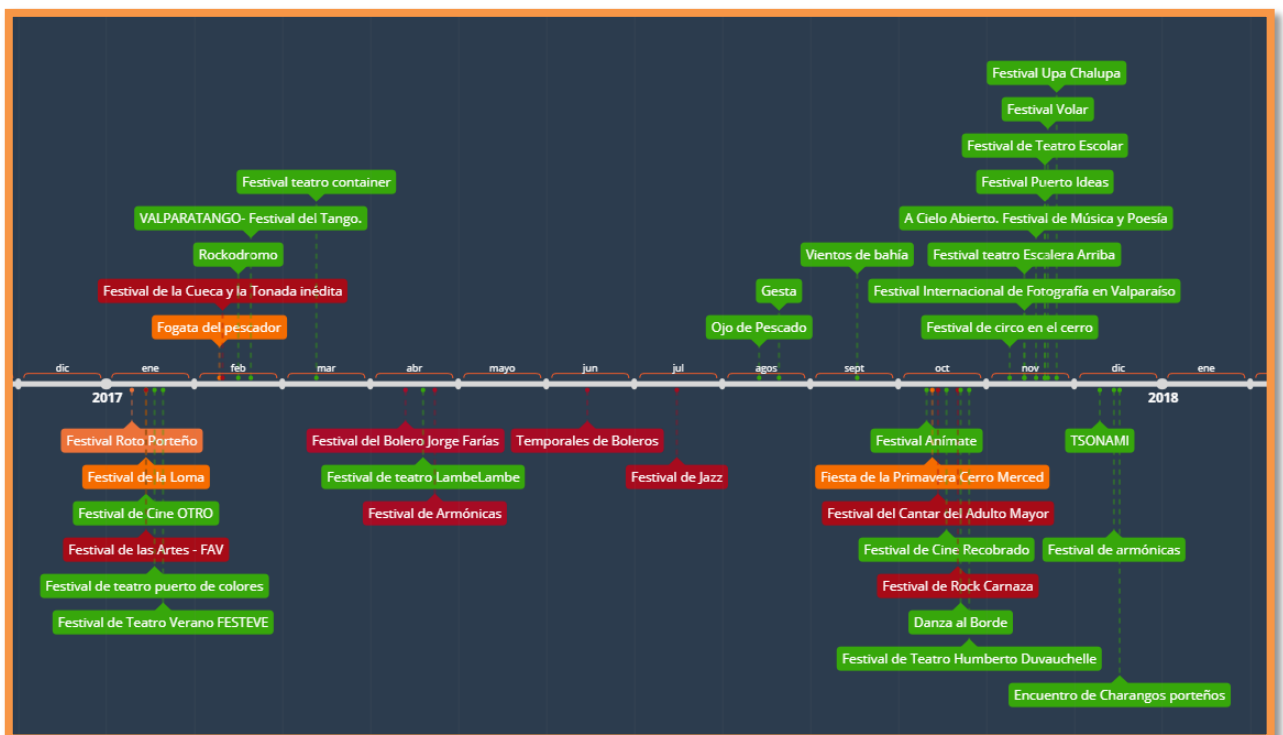 Festival Upa Chalupa
Festival Volar
Festival de Teatro Escolar
Festival teatro container
Festival Puerto Ideas
VALPARATANGO- Festival del Tango.
A Cielo Abierto. Festival de Música y Poesía
Rockodromo
Vientos de bahía
Festival teatro Escalera Arriba
Festival de la Cueca y la Tonada inédita
Gesta
Festival Internacional de Fotografía en Valparaíso
Fogata del pescador
Ojo de Pescado
Festival de circo en el cerro
dic ene feb mar abr mayo jun jul agos sept oct nov dic ene
2017 2018
Festival Roto Porteño
Festival del Bolero Jorge Farías
Temporales de Boleros
Festival Anímate
TSONAMI
Festival de la Loma
Festival de teatro LambeLambe
Festival de Jazz
Fiesta de la Primavera Cerro Merced
Festival de Cine OTRO
Festival de Armónicas
Festival del Cantar del Adulto Mayor
Festival de las Artes - FAV
Festival de Cine Recobrado
Festival de armónicas
Festival de teatro puerto de colores
Festival de Rock Carnaza
Festival de Teatro Verano FESTEVE
Danza al Borde
Festival de Teatro Humberto Duvauchelle
Encuentro de Charangos porteños